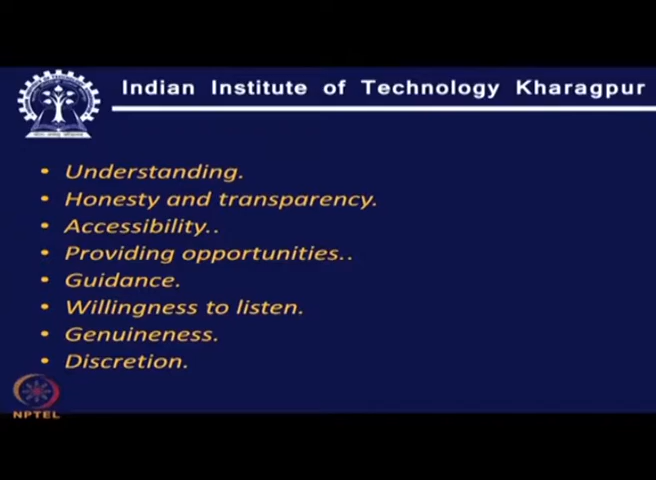 Indian Institute of Technology Kharagpur
• Understanding.
• Honesty and transparency.
• Accessibility..
• Providing opportunities..
• Guidance.
• Willingness to listen.
• Genuineness.
• Discretion.
NPTEL